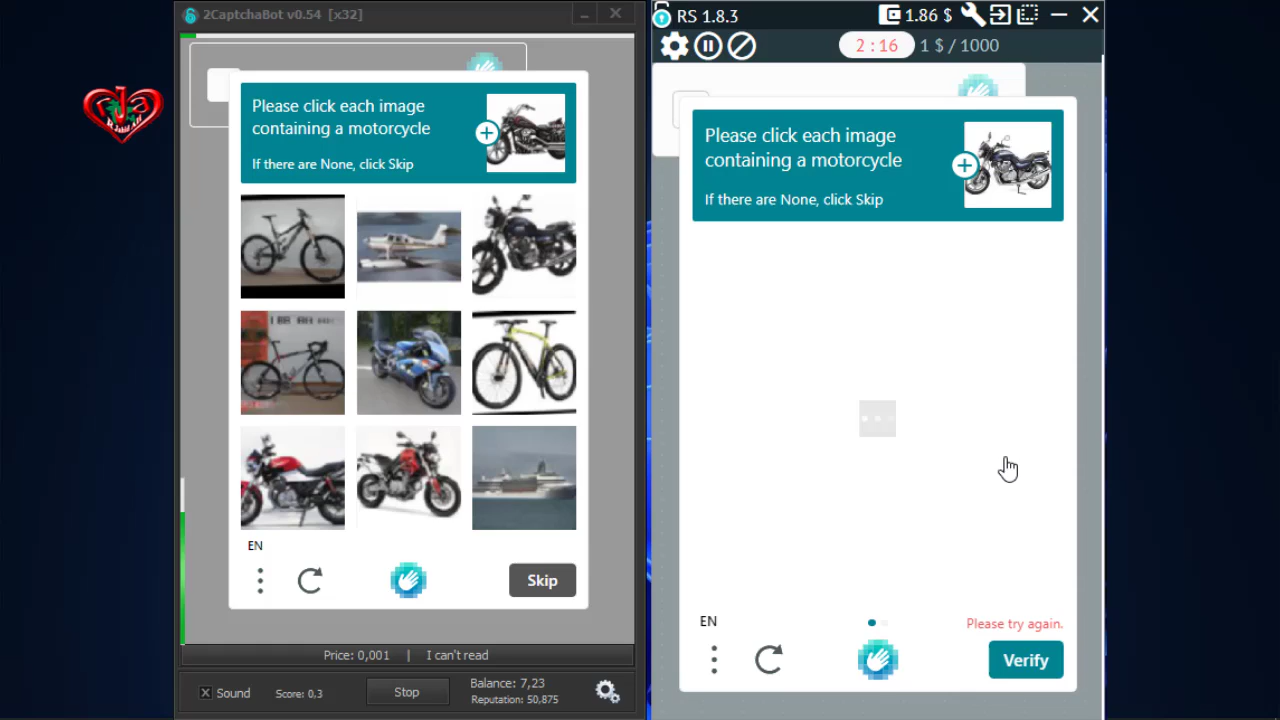 2CaptchaBot v0.54 [x32]
Please click each image
containing a motorcycle
If there are None, click Skip
EN
Skip
Price: 0,001 | I can't read
Sound
Score: 0,3
Stop
Balance: 7,23
Reputation: 50,875
RS 1.8.3
1.86 $
2:16
1 $ / 1000
Please click each image
containing a motorcycle
If there are None, click Skip
EN
Please try again.
Verify